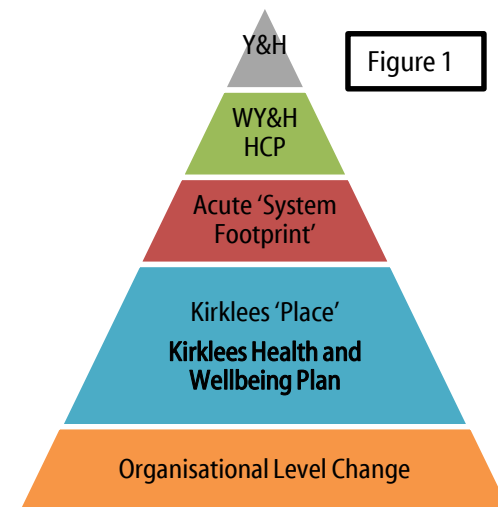 Y&H
Figure 1
WY&H
HCP
Acute ‘System
Footprint’
Kirklees ‘Place’
Kirklees Health and
Wellbeing Plan
Organisational Level Change